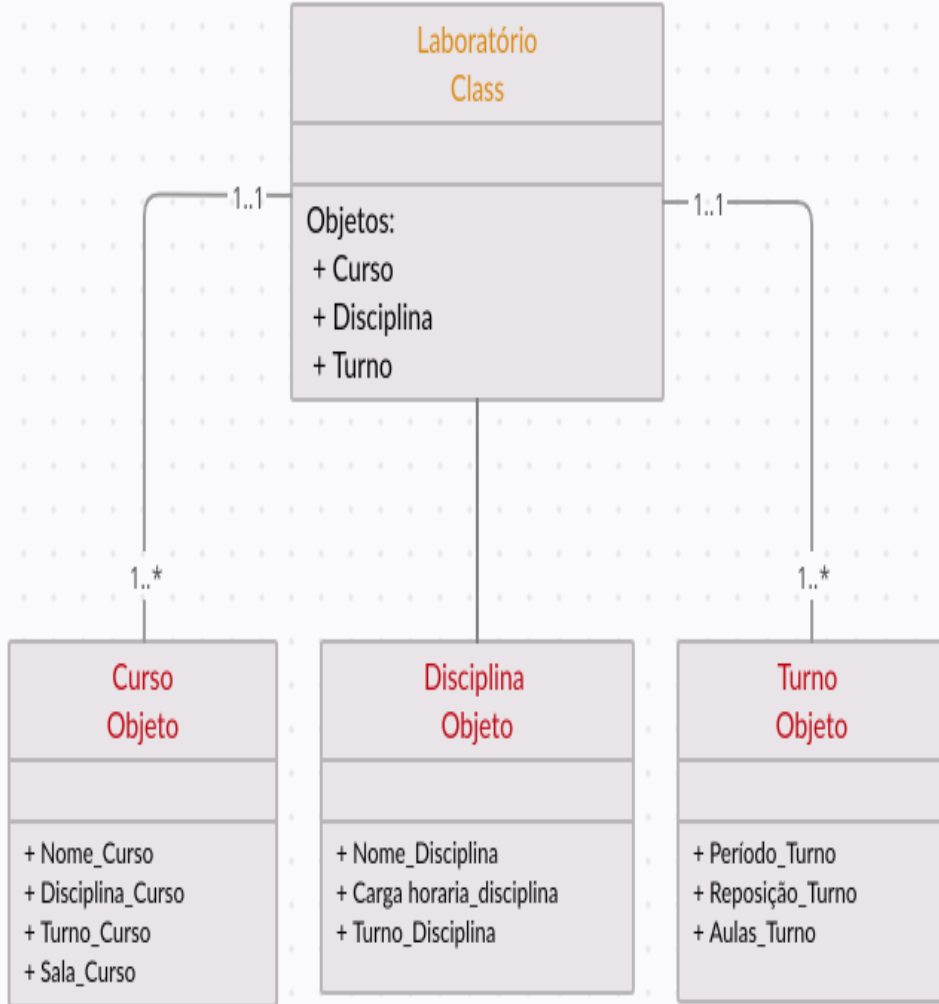 Laboratório
Class
1..1
1..1
Objetos:
+ Curso
+ Disciplina
+ Turno
1..*
1..*
Curso
Objeto
+ Nome_Curso
+ Disciplina_Curso
+ Turno_Curso
+ Sala_Curso
Disciplina
Objeto
+ Nome_Disciplina
+ Carga horaria_disciplina
+ Turno_Disciplina
Turno
Objeto
+ Período_Turno
+ Reposição_Turno
+ Aulas_Turno